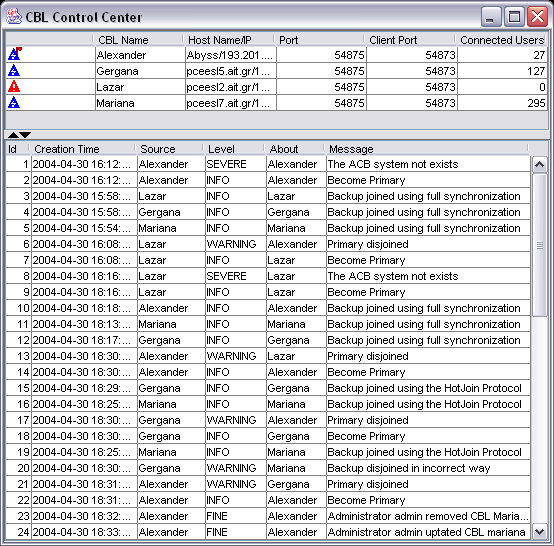 CBL Control Center
CBL Name Host Name/IP Port Client Port Connected Users
Alexander Abyss/193.201.... 54875 54873 27
Gergana pceesl5.ait.gr/1... 54875 54873 127
Lazar pceesl2.ait.gr/1... 54875 54873 0
Mariana pceesl7.ait.gr/1... 54875 54873 295
Id Creation Time Source Level About Message
1 2004-04-30 16:12:... Alexander SEVERE Alexander The ACB system not exists
2 2004-04-30 16:12:... Alexander INFO Alexander Become Primary
3 2004-04-30 15:58:... Lazar INFO Lazar Backup joined using full synchronization
4 2004-04-30 15:58:... Gergana INFO Gergana Backup joined using full synchronization
5 2004-04-30 15:54:... Mariana INFO Mariana Backup joined using full synchronization
6 2004-04-30 16:08:... Lazar WARNING Alexander Primary disjoined
7 2004-04-30 16:08:... Lazar INFO Lazar Become Primary
8 2004-04-30 18:16:... Lazar SEVERE Lazar The ACB system not exists
9 2004-04-30 18:16:... Lazar INFO Lazar Become Primary
10 2004-04-30 18:18:... Alexander INFO Alexander Backup joined using full synchronization
11 2004-04-30 18:13:... Mariana INFO Mariana Backup joined using full synchronization
12 2004-04-30 18:17:... Gergana INFO Gergana Backup joined using full synchronization
13 2004-04-30 18:30:... Alexander WARNING Lazar Primary disjoined
14 2004-04-30 18:30:... Alexander INFO Alexander Become Primary
15 2004-04-30 18:29:... Gergana INFO Gergana Backup joined using the HotJoin Protocol
16 2004-04-30 18:25:... Mariana INFO Mariana Backup joined using the HotJoin Protocol
17 2004-04-30 18:30:... Gergana WARNING Alexander Primary disjoined
18 2004-04-30 18:30:... Gergana INFO Gergana Become Primary
19 2004-04-30 18:25:... Mariana INFO Mariana Backup joined using the HotJoin Protocol
20 2004-04-30 18:30:... Gergana WARNING Mariana Backup disjoined in incorrect way
21 2004-04-30 18:31:... Alexander WARNING Gergana Primary disjoined
22 2004-04-30 18:31:... Alexander INFO Alexander Become Primary
23 2004-04-30 18:32:... Alexander FINE Alexander Administrator admin removed CBL Maria...
24 2004-04-30 18:33:... Alexander FINE Alexander Administrator admin uptated CBL mariana